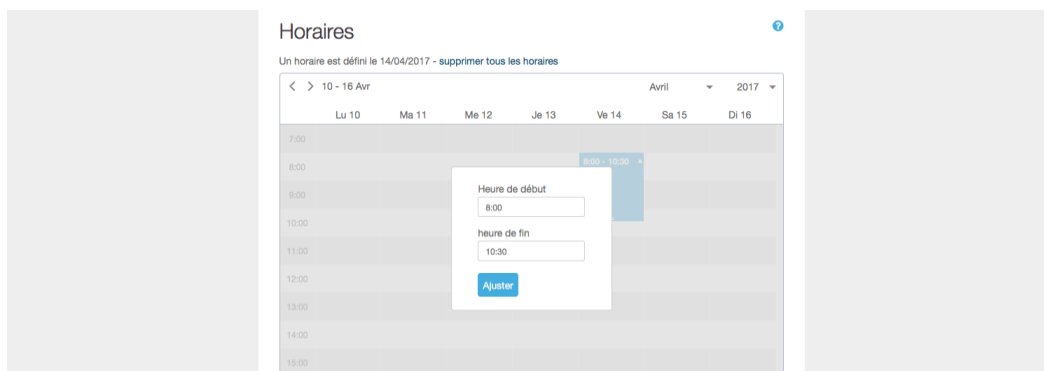 Horaires
?
Un horaire est défini le 14/04/2017 - supprimer tous les horaires
10 - 16 Avr
Avril
2017
Lu 10
Ma 11
Me 12
Je 13
Ve 14
Sa 15
Di 16
7:00
8:00
8:00 - 10:30
9:00
10:00
11:00
12:00
13:00
14:00
15:00
Heure de début
8:00
heure de fin
10:30
Ajuster